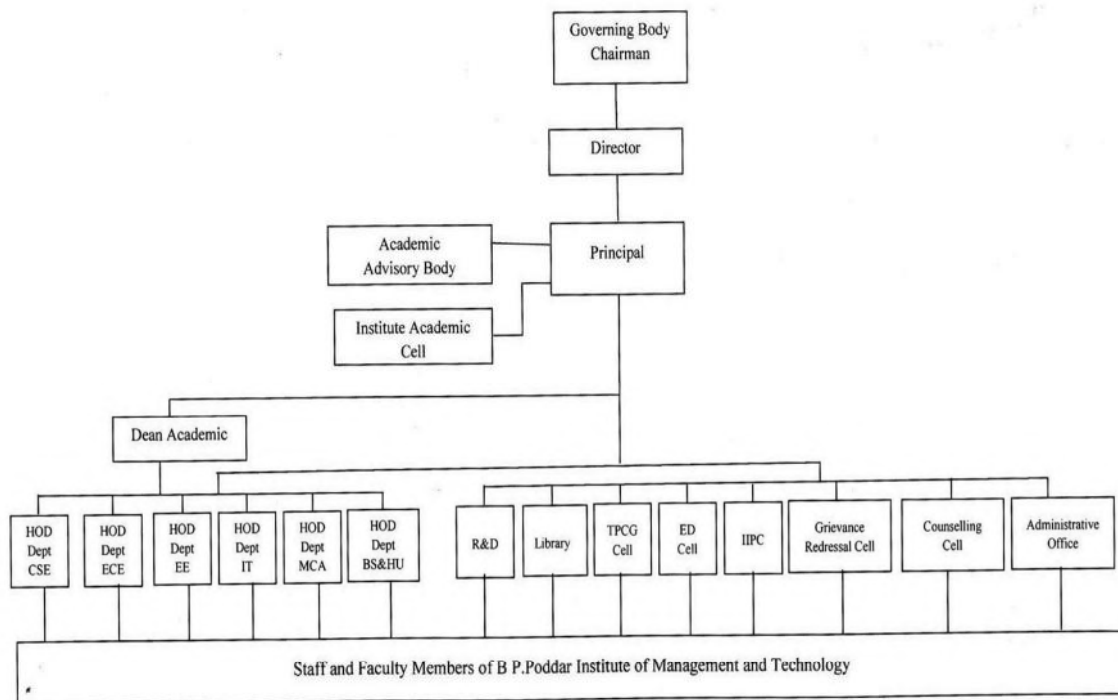 Governing Body
Chairman
Director
Academic
Advisory Body
Principal
Institute Academic
Cell
Dean Academic
HOD
Dept
CSE
HOD
Dept
ECE
HOD
Dept
EE
HOD
Dept
IT
HOD
Dept
MCA
HOD
Dept
BS&HU
R&D
Library
TPCG
Cell
ED
Cell
IIPC
Grievance
Redressal Cell
Counselling
Cell
Administrative
Office
Staff and Faculty Members of B P.Poddar Institute of Management and Technology